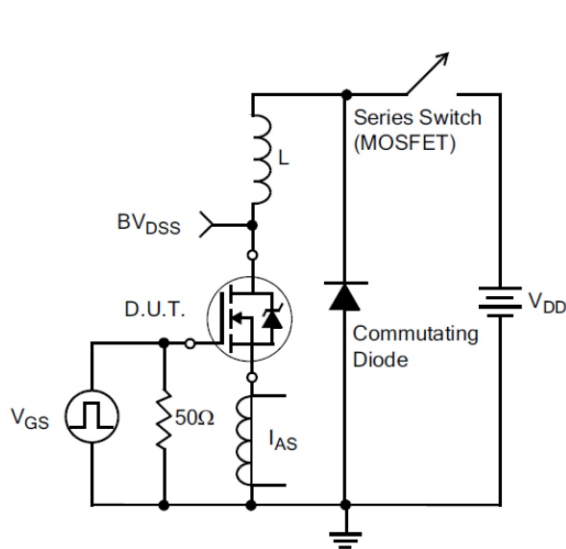 Series Switch
(MOSFET)
L
BVDSS
D.U.T.
VDD
Commutating
Diode
VGS
50Ω
IAS